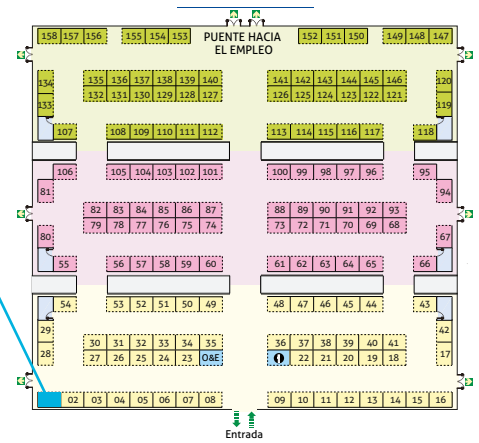 PUENTE HACIA
EL EMPLEO
158 157 156 155 154 153 152 151 150 149 148 147
134 135 136 137 138 139 140 141 142 143 144 145 146 120
133 132 131 130 129 128 127 126 125 124 123 122 121 119
107 108 109 110 111 112 113 114 115 116 117 118
106 105 104 103 102 101 100 99 98 97 96 95
81 94
82 83 84 85 86 87 88 89 90 91 92 93
80 79 78 77 76 75 74 73 72 71 70 69 68 67
55 56 57 58 59 60 61 62 63 64 65 66
54 53 52 51 50 49 48 47 46 45 44 43
29 42
30 31 32 33 34 35 36 37 38 39 40 41
28 27 26 25 24 23 O&E 22 21 20 19 18 17
02 03 04 05 06 07 08 09 10 11 12 13 14 15 16
Entrada